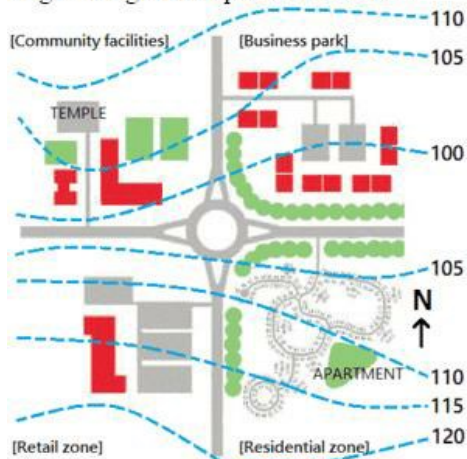 110
[Community facilities]
[Business park]
105
TEMPLE
100
105
N
APARTMENT
110
115
[Retail zone]
[Residential zone]
120